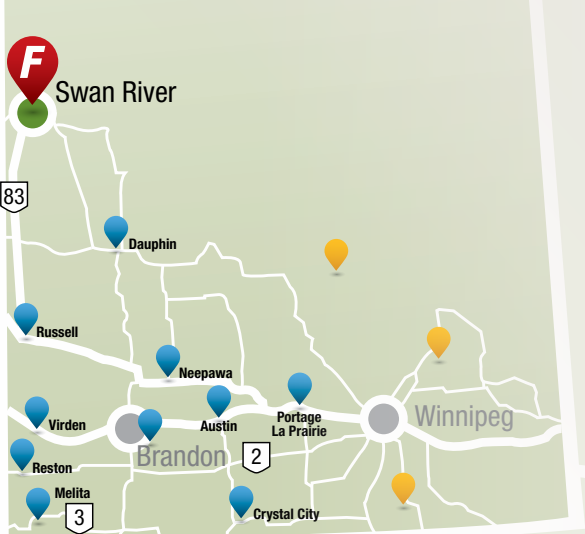 F
Swan River
83
Dauphin
Russell
Neepawa
Virden
Austin
Portage
La Prairie
Winnipeg
Brandon
2
Reston
Melita
3
Crystal City